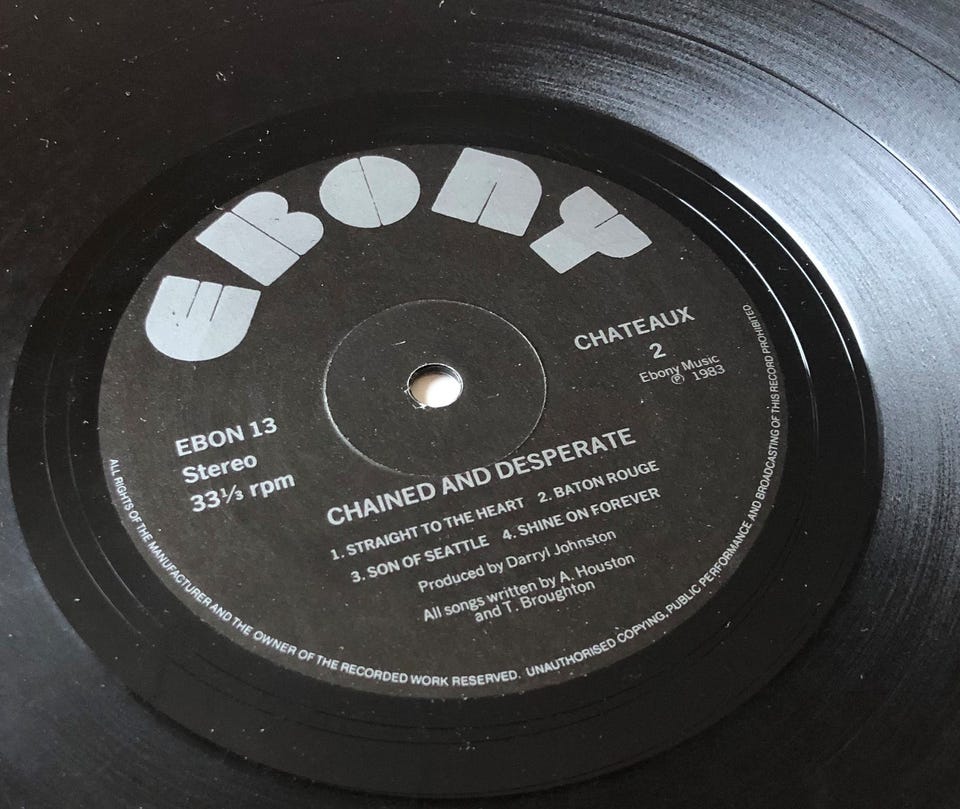 EBONY
CHATEAUX
2
Ebony Music
Ⓟ 1983
EBON 13
Stereo
33⅓ rpm
CHAINED AND DESPERATE
1. STRAIGHT TO THE HEART 2. BATON ROUGE
3. SON OF SEATTLE 4. SHINE ON FOREVER
Produced by Darryl Johnston
All songs written by A. Houston
and T. Broughton
ALL RIGHTS OF THE MANUFACTURER AND THE OWNER OF THE RECORDED WORK RESERVED. UNAUTHORISED COPYING, PUBLIC PERFORMANCE AND BROADCASTING OF THIS RECORD PROHIBITED